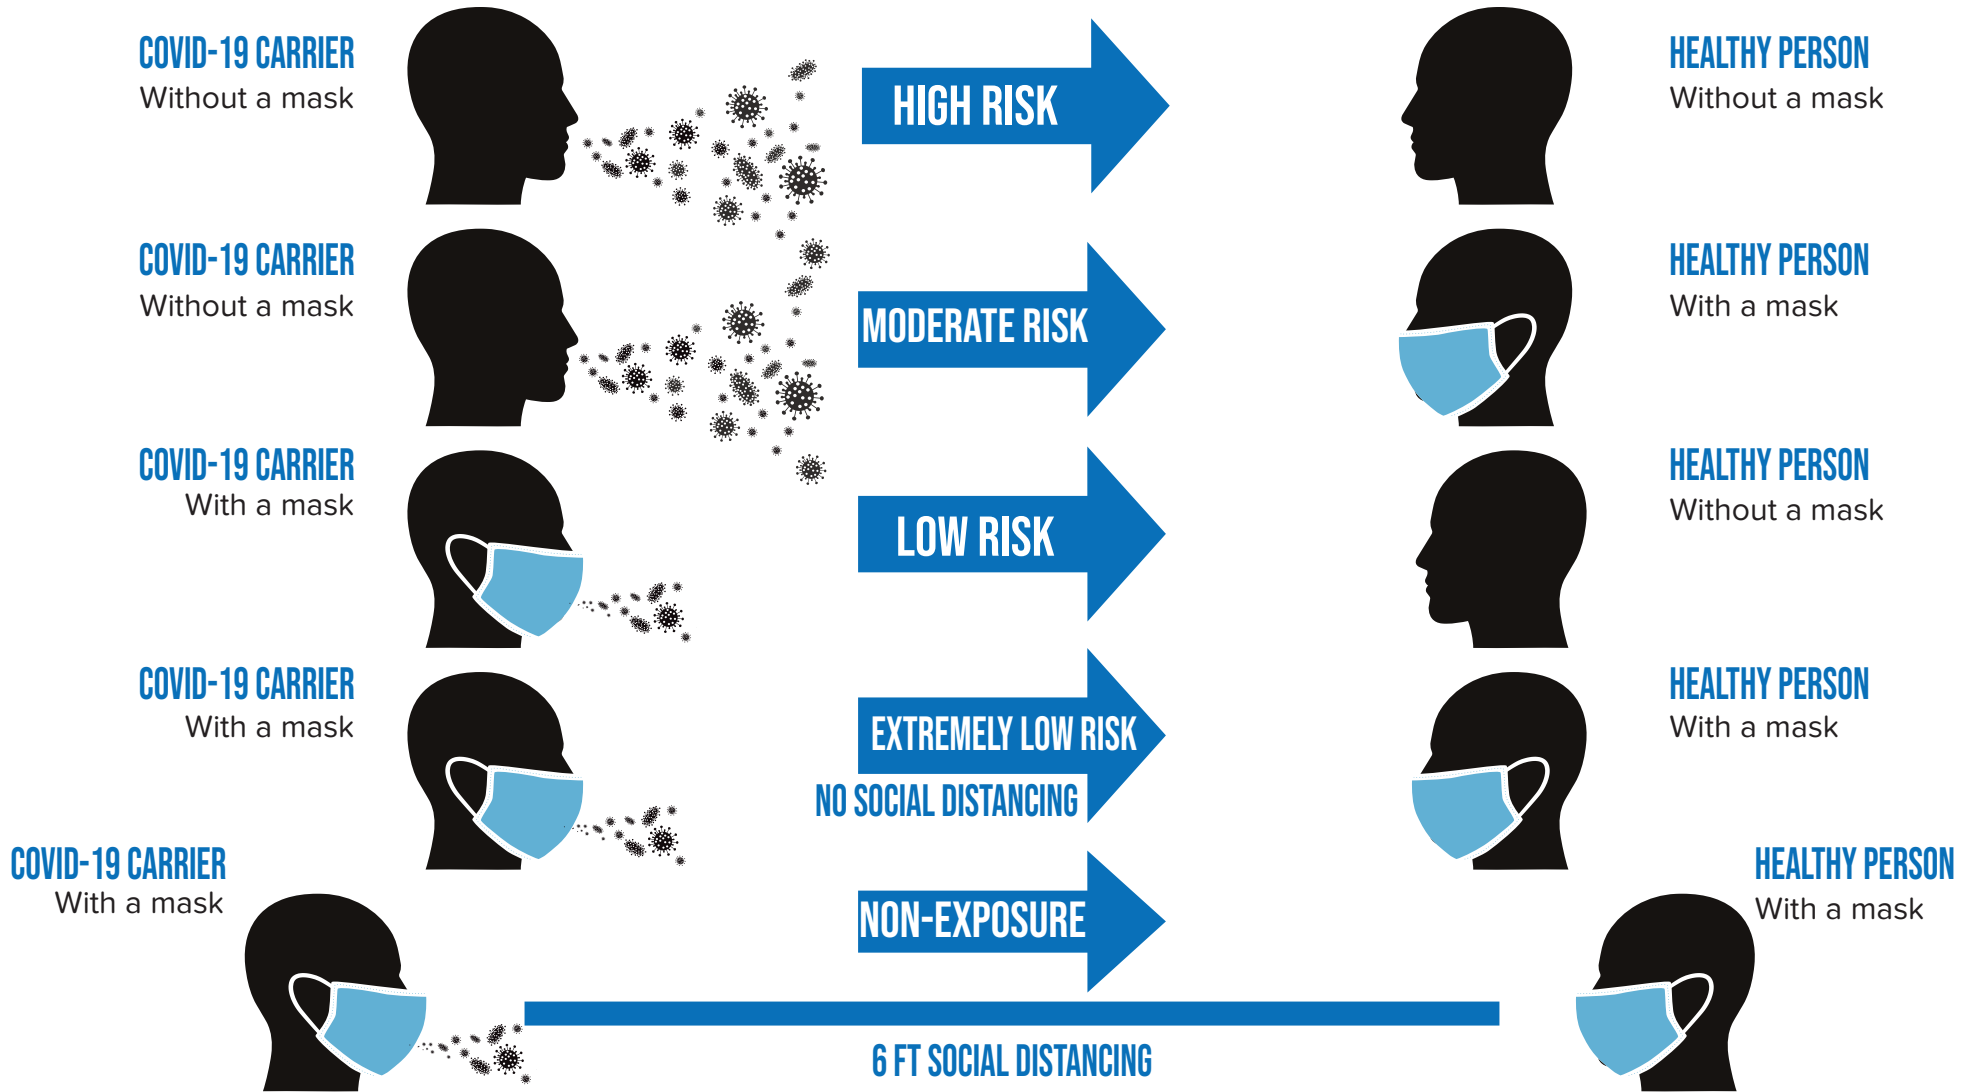 COVID-19 CARRIER
Without a mask
HIGH RISK
HEALTHY PERSON
Without a mask
COVID-19 CARRIER
Without a mask
MODERATE RISK
HEALTHY PERSON
With a mask
COVID-19 CARRIER
With a mask
LOW RISK
HEALTHY PERSON
Without a mask
COVID-19 CARRIER
With a mask
EXTREMELY LOW RISK
NO SOCIAL DISTANCING
HEALTHY PERSON
With a mask
COVID-19 CARRIER
With a mask
NON-EXPOSURE
HEALTHY PERSON
With a mask
6 FT SOCIAL DISTANCING